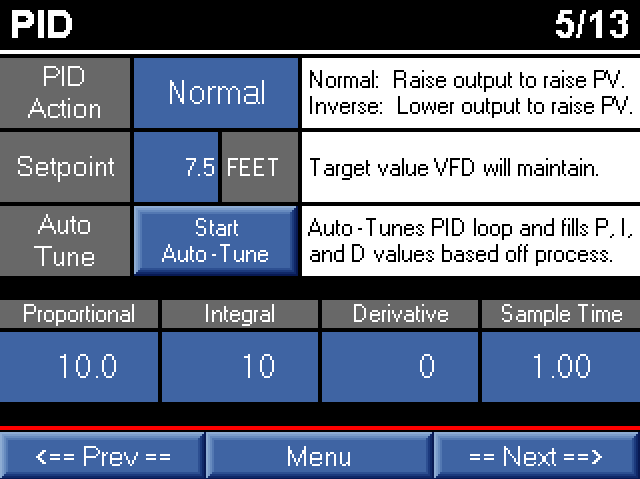 PID 5/13
PID
Action
Normal
Normal: Raise output to raise PV.
Inverse: Lower output to raise PV.
Setpoint 7.5 FEET Target value VFD will maintain.
Auto
Tune
Start
Auto-Tune
Auto-Tunes PID loop and fills P, I,
and D values based off process.
Proportional Integral Derivative Sample Time
10.0 10 0 1.00
<== Prev == Menu == Next ==>